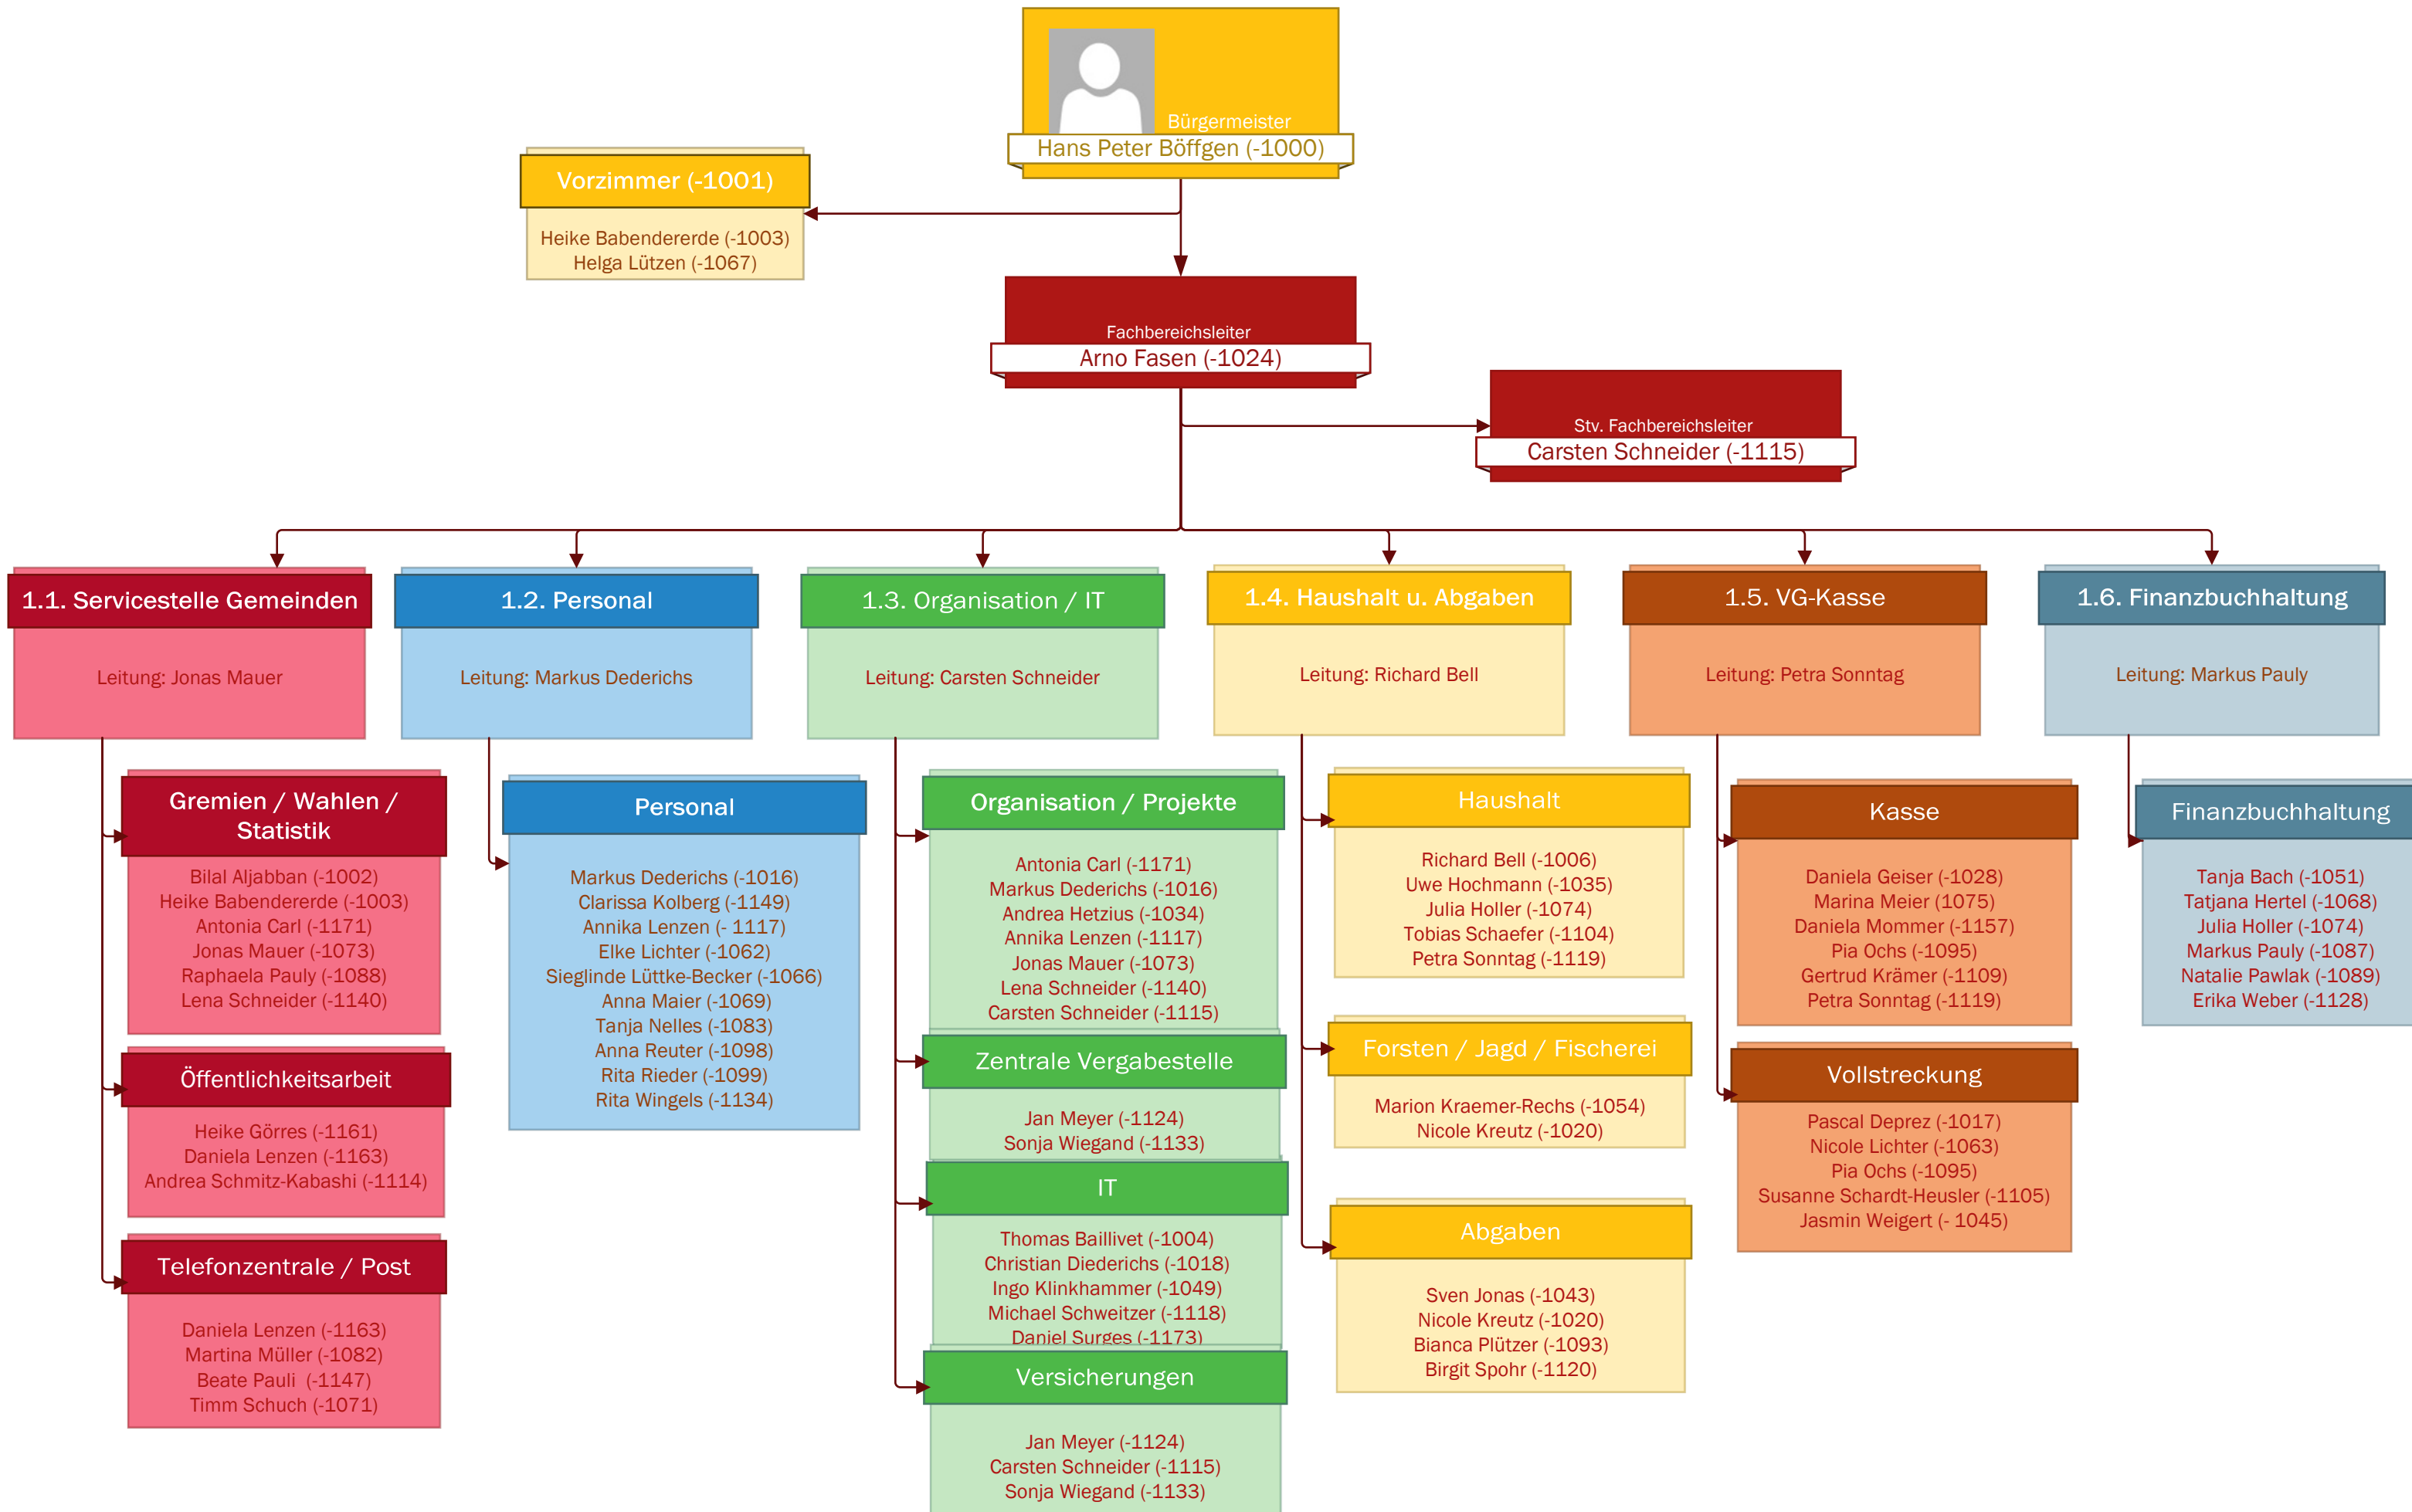 Bürgermeister
Hans Peter Böffgen (-1000)
Vorzimmer (-1001)
Heike Babendererde (-1003)
Helga Lützen (-1067)
Fachbereichsleiter
Arno Fasen (-1024)
Stv. Fachbereichsleiter
Carsten Schneider (-1115)
1.1. Servicestelle Gemeinden
Leitung: Jonas Mauer
Gremien / Wahlen /
Statistik
Bilal Aljabban (-1002)
Heike Babendererde (-1003)
Antonia Carl (-1171)
Jonas Mauer (-1073)
Raphaela Pauly (-1088)
Lena Schneider (-1140)
Öffentlichkeitsarbeit
Heike Görres (-1161)
Daniela Lenzen (-1163)
Andrea Schmitz-Kabashi (-1114)
Telefonzentrale / Post
Daniela Lenzen (-1163)
Martina Müller (-1082)
Beate Pauli  (-1147)
Timm Schuch (-1071)
1.2. Personal
Leitung: Markus Dederichs
Personal
Markus Dederichs (-1016)
Clarissa Kolberg (-1149)
Annika Lenzen (- 1117)
Elke Lichter (-1062)
Sieglinde Lüttke-Becker (-1066)
Anna Maier (-1069)
Tanja Nelles (-1083)
Anna Reuter (-1098)
Rita Rieder (-1099)
Rita Wingels (-1134)
1.3. Organisation / IT
Leitung: Carsten Schneider
Organisation / Projekte
Antonia Carl (-1171)
Markus Dederichs (-1016)
Andrea Hetzius (-1034)
Annika Lenzen (-1117)
Jonas Mauer (-1073)
Lena Schneider (-1140)
Carsten Schneider (-1115)
Zentrale Vergabestelle
Jan Meyer (-1124)
Sonja Wiegand (-1133)
IT
Thomas Baillivet (-1004)
Christian Diederichs (-1018)
Ingo Klinkhammer (-1049)
Michael Schweitzer (-1118)
Daniel Surges (-1173)
Versicherungen
Jan Meyer (-1124)
Carsten Schneider (-1115)
Sonja Wiegand (-1133)
1.4. Haushalt u. Abgaben
Leitung: Richard Bell
Haushalt
Richard Bell (-1006)
Uwe Hochmann (-1035)
Julia Holler (-1074)
Tobias Schaefer (-1104)
Petra Sonntag (-1119)
Forsten / Jagd / Fischerei
Marion Kraemer-Rechs (-1054)
Nicole Kreutz (-1020)
Abgaben
Sven Jonas (-1043)
Nicole Kreutz (-1020)
Bianca Plützer (-1093)
Birgit Spohr (-1120)
1.5. VG-Kasse
Leitung: Petra Sonntag
Kasse
Daniela Geiser (-1028)
Marina Meier (1075)
Daniela Mommer (-1157)
Pia Ochs (-1095)
Gertrud Krämer (-1109)
Petra Sonntag (-1119)
Vollstreckung
Pascal Deprez (-1017)
Nicole Lichter (-1063)
Pia Ochs (-1095)
Susanne Schardt-Heusler (-1105)
Jasmin Weigert (- 1045)
1.6. Finanzbuchhaltung
Leitung: Markus Pauly
Finanzbuchhaltung
Tanja Bach (-1051)
Tatjana Hertel (-1068)
Julia Holler (-1074)
Markus Pauly (-1087)
Natalie Pawlak (-1089)
Erika Weber (-1128)